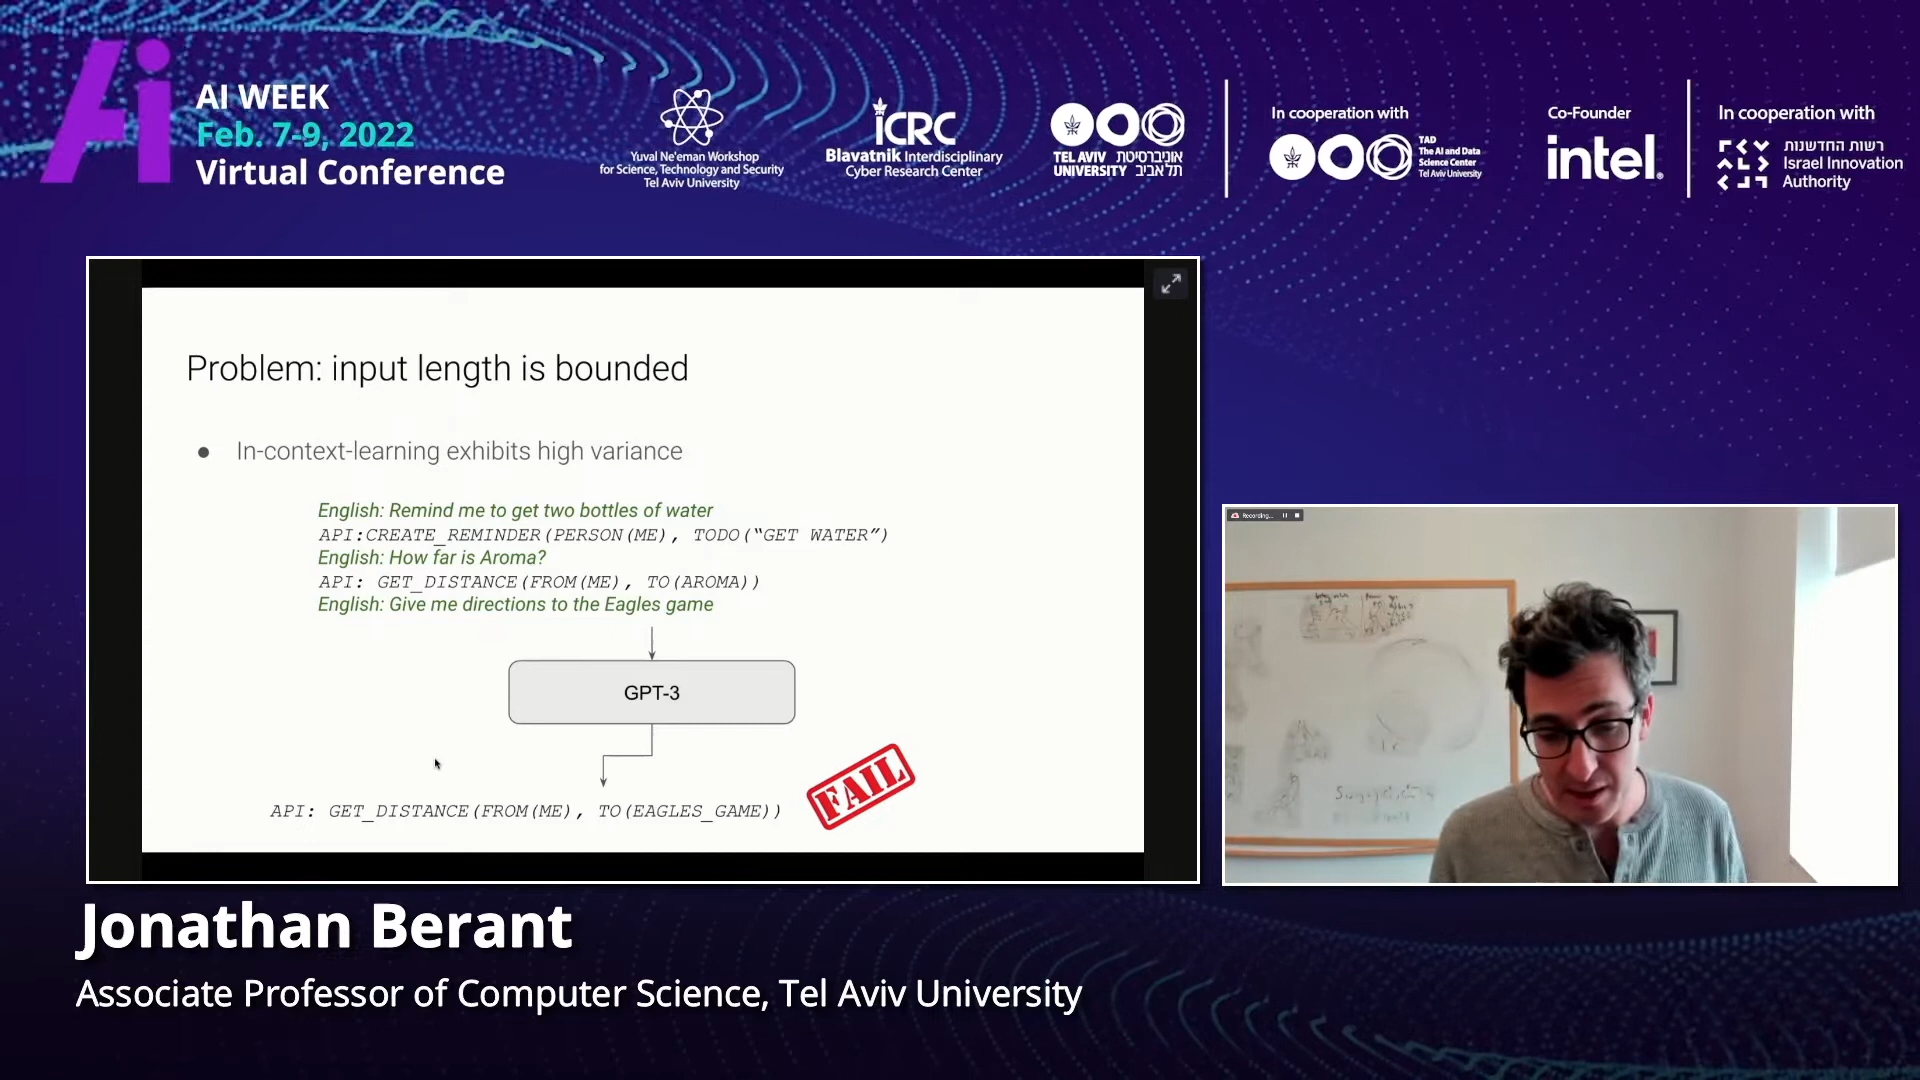 Ai
AI WEEK
Feb. 7-9, 2022
Virtual Conference
Yuval Ne'eman Workshop
for Science, Technology and Security
Tel Aviv University
ICRC
Blavatnik Interdisciplinary
Cyber Research Center
TEL AVIV אוניברסיטת
UNIVERSITY תל אביב
In cooperation with
TAD
The AI and Data
Science Center
Tel Aviv University
Co-Founder
intel
In cooperation with
רשות החדשנות
Israel Innovation
Authority
Problem: input length is bounded
● In-context-learning exhibits high variance
English: Remind me to get two bottles of water
API:CREATE_REMINDER(PERSON(ME), TODO(“GET WATER”)
English: How far is Aroma?
API: GET_DISTANCE(FROM(ME), TO(AROMA))
English: Give me directions to the Eagles game
GPT-3
API: GET_DISTANCE(FROM(ME), TO(EAGLES_GAME))
FAIL
Recording...
Jonathan Berant
Associate Professor of Computer Science, Tel Aviv University